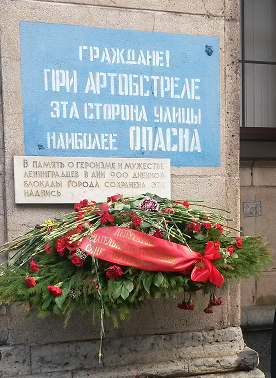 ГРАЖДАНЕ!
ПРИ АРТОБСТРЕЛЕ
ЭТА СТОРОНА УЛИЦЫ
НАИБОЛЕЕ ОПАСНА
В ПАМЯТЬ О ГЕРОИЗМЕ И МУЖЕСТВЕ
ЛЕНИНГРАДЦЕВ В ДНИ 900 ДНЕВНОЙ
БЛОКАДЫ ГОРОДА СОХРАНЕНА ЭТА
НАДПИСЬ